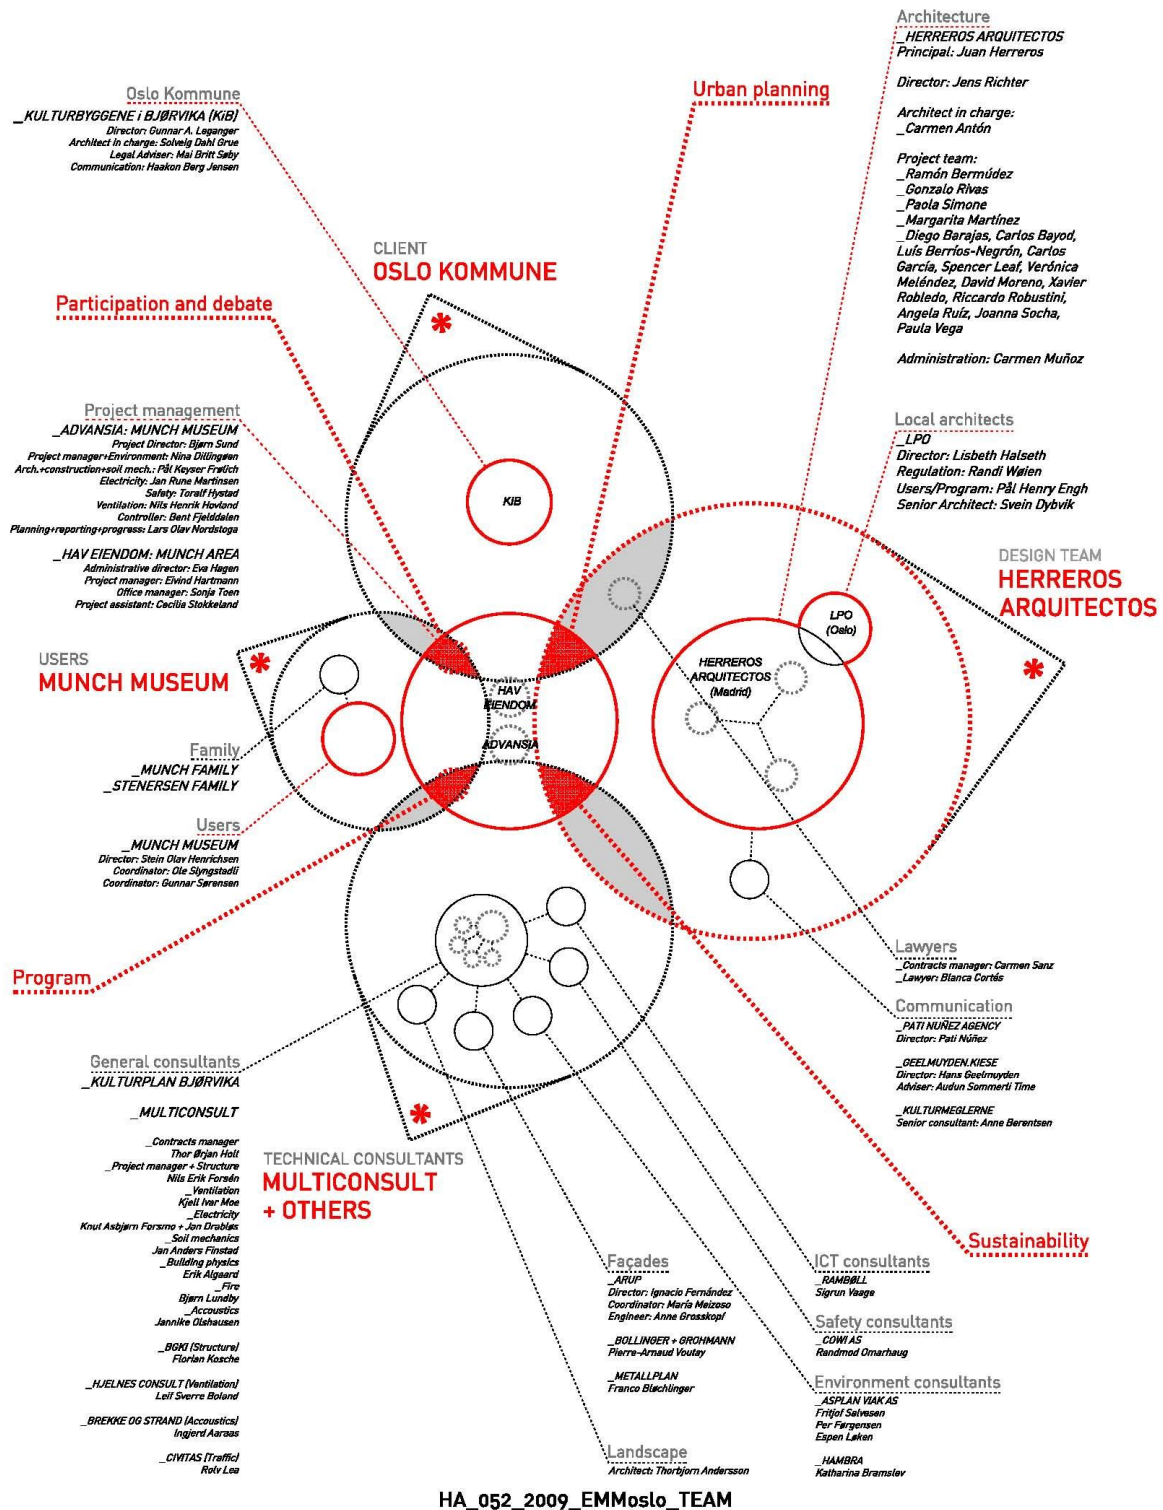 Architecture
_HERREROS ARQUITECTOS
Principal: Juan Herreros
Director: Jens Richter
Architect in charge:
_Carmen Antón
Project team:
_Ramón Bermúdez
_Gonzalo Rivas
_Paola Simone
_Margarita Martínez
_Diego Barajas, Carlos Bayod,
Luís Berríos-Negrón, Carlos
García, Spencer Leaf, Verónica
Meléndez, David Moreno, Xavier
Robledo, Riccardo Robustini,
Angela Ruíz, Joanna Socha,
Paula Vega
Administration: Carmen Muñoz
Oslo Kommune
_KULTURBYGGENE i BJØRVIKA (KiB)
Director: Gunnar A. Leganger
Architect in charge: Solveig Dahl Grue
Legal Adviser: Mai Britt Søby
Communication: Haakon Berg Jensen
Urban planning
CLIENT
OSLO KOMMUNE
Participation and debate
Project management
_ADVANSIA: MUNCH MUSEUM
Project Director: Bjørn Sund
Project manager+Environment: Nina Dillingøen
Arch.+construction+soil mech.: Pål Keyser Frølich
Electricity: Jan Rune Martinsen
Safety: Toralf Hystad
Ventilation: Nils Henrik Hovland
Controller: Bent Fjelddalen
Planning+reporting+progress: Lars Olav Nordstoga
_HAV EIENDOM: MUNCH AREA
Administrative director: Eva Hagen
Project manager: Eivind Hartmann
Office manager: Sonja Toen
Project assistant: Cecilia Stokkeland
Local architects
_LPO
Director: Lisbeth Halseth
Regulation: Randi Wøien
Users/Program: Pål Henry Engh
Senior Architect: Svein Dybvik
KiB
DESIGN TEAM
HERREROS
ARQUITECTOS
LPO
(Oslo)
HERREROS
ARQUITECTOS
(Madrid)
USERS
MUNCH MUSEUM
HAV
EIENDOM
ADVANSIA
Family
_MUNCH FAMILY
_STENERSEN FAMILY
Users
_MUNCH MUSEUM
Director: Stein Olav Henrichsen
Coordinator: Ole Slyngstadli
Coordinator: Gunnar Sørensen
Program
Lawyers
_Contracts manager: Carmen Sanz
_Lawyer: Blanca Cortés
Communication
_PATI NUÑEZ AGENCY
Director: Pati Núñez
_GEELMUYDEN.KIESE
Director: Hans Geelmuyden
Adviser: Audun Sommerli Time
_KULTURMEGLERNE
Senior consultant: Anne Berentsen
General consultants
_KULTURPLAN BJØRVIKA
_MULTICONSULT
_Contracts manager
Thor Ørjan Holt
_Project manager + Structure
Nils Erik Forsén
_Ventilation
Kjell Ivar Moe
_Electricity
Knut Asbjørn Forsmo + Jan Drabløs
_Soil mechanics
Jan Anders Finstad
_Building physics
Erik Algaard
_Fire
Bjørn Lundby
_Accoustics
Jannike Olshausen
_BGKI (Structure)
Florian Kosche
_HJELNES CONSULT (Ventilation)
Leif Sverre Boland
_BREKKE OG STRAND (Accoustics)
Ingjerd Aaraas
_CIVITAS (Traffic)
Rolv Lea
TECHNICAL CONSULTANTS
MULTICONSULT
+ OTHERS
Sustainability
Façades
_ARUP
Director: Ignacio Fernández
Coordinator: María Meizoso
Engineer: Anne Grosskopf
_BOLLINGER + GROHMANN
Pierre-Arnaud Voutay
_METALLPLAN
Franco Bløchlinger
Landscape
Architect: Thorbjorn Andersson
ICT consultants
_RAMBØLL
Sigrun Vaage
Safety consultants
_COWI AS
Randmod Omarhaug
Environment consultants
_ASPLAN VIAK AS
Fritjof Salvesen
Per Førgensen
Espen Løken
_HAMBRA
Katharina Bramslev
HA_052_2009_EMMoslo_TEAM